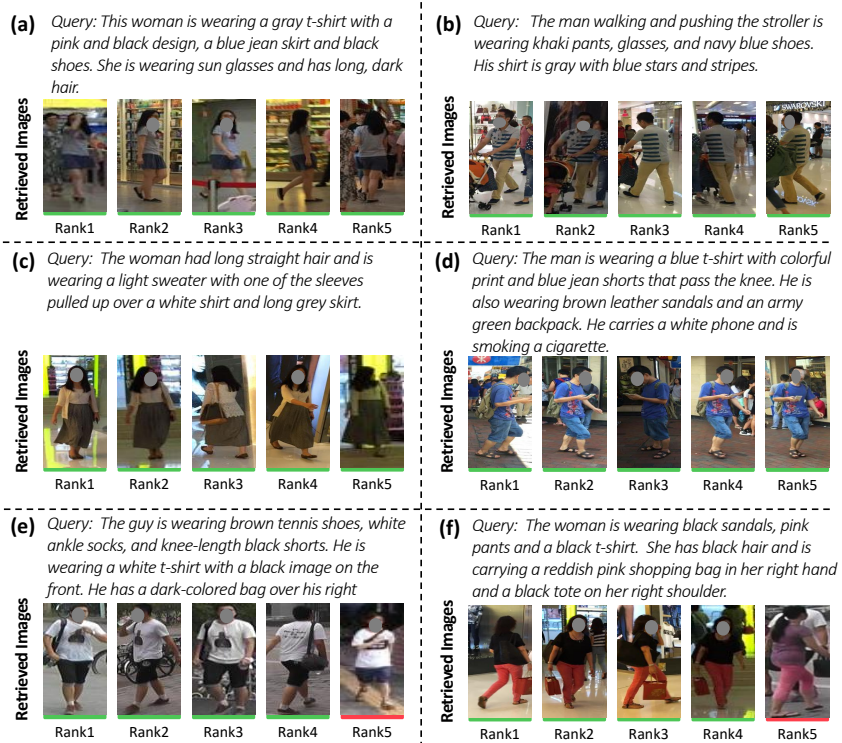 (a)
Query: This woman is wearing a gray t-shirt with a
pink and black design, a blue jean skirt and black
shoes. She is wearing sun glasses and has long, dark
hair.
Retrieved Images
Rank1 Rank2 Rank3 Rank4 Rank5
(b)
Query: The man walking and pushing the stroller is
wearing khaki pants, glasses, and navy blue shoes.
His shirt is gray with blue stars and stripes.
Retrieved Images
SWAROVSKI
Rank1 Rank2 Rank3 Rank4 Rank5
(c)
Query: The woman had long straight hair and is
wearing a light sweater with one of the sleeves
pulled up over a white shirt and long grey skirt.
Retrieved Images
Rank1 Rank2 Rank3 Rank4 Rank5
(d)
Query: The man is wearing a blue t-shirt with colorful
print and blue jean shorts that pass the knee. He is
also wearing brown leather sandals and an army
green backpack. He carries a white phone and is
smoking a cigarette.
Retrieved Images
Rank1 Rank2 Rank3 Rank4 Rank5
(e)
Query: The guy is wearing brown tennis shoes, white
ankle socks, and knee-length black shorts. He is
wearing a white t-shirt with a black image on the
front. He has a dark-colored bag over his right
Retrieved Images
Rank1 Rank2 Rank3 Rank4 Rank5
(f)
Query: The woman is wearing black sandals, pink
pants and a black t-shirt. She has black hair and is
carrying a reddish pink shopping bag in her right hand
and a black tote on her right shoulder.
Retrieved Images
Rank1 Rank2 Rank3 Rank4 Rank5